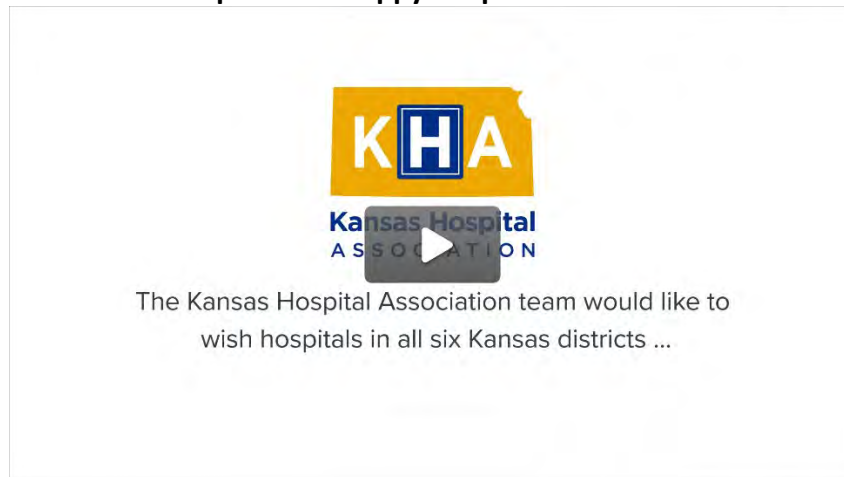 KHA
Kansas Hospital
ASSOCIATION
The Kansas Hospital Association team would like to
wish hospitals in all six Kansas districts ...